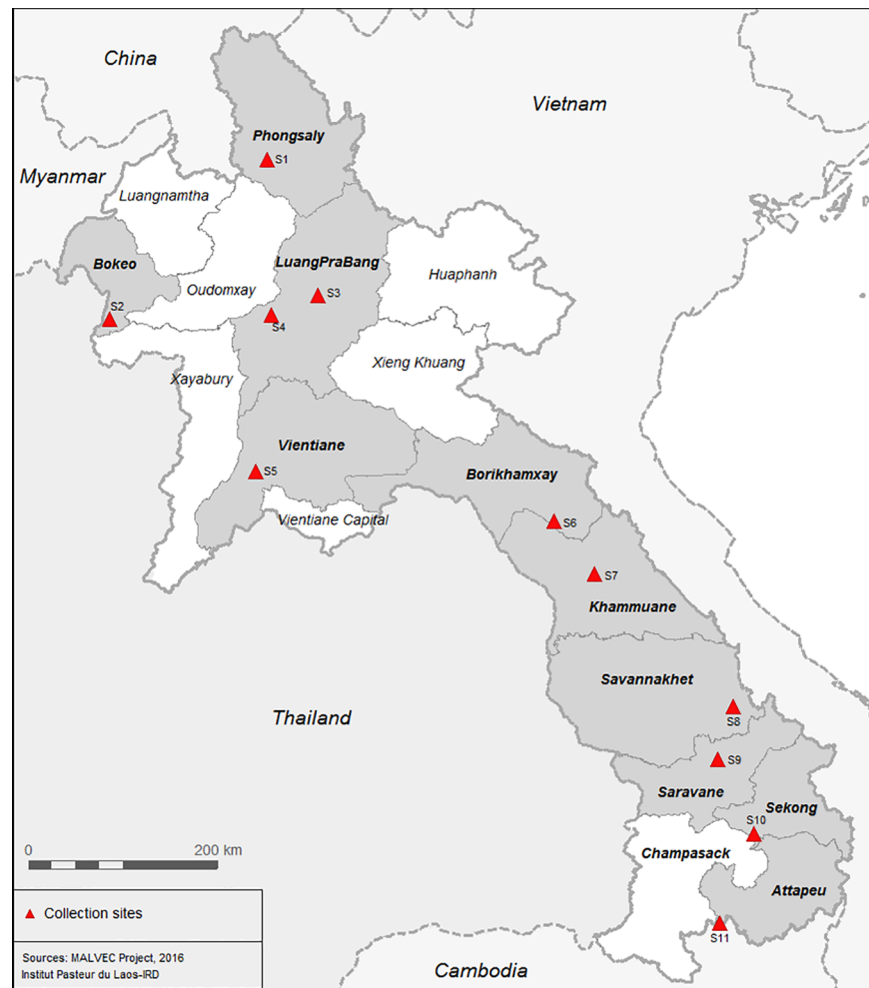 China
Vietnam
Phongsaly
S1
Myanmar
Luangnamtha
Bokeo
LuangPraBang
Huaphanh
Oudomxay
S3
S2
S4
Xieng Khuang
Xayabury
Vientiane
S5
Borikhamxay
Vientiane Capital
S6
S7
Khammuane
Savannakhet
Thailand
S8
S9
Saravane
Sekong
S10
0 200 km
Champasack
Attapeu
Collection sites
S11
Sources: MALVEC Project, 2016
Institut Pasteur du Laos-IRD
Cambodia